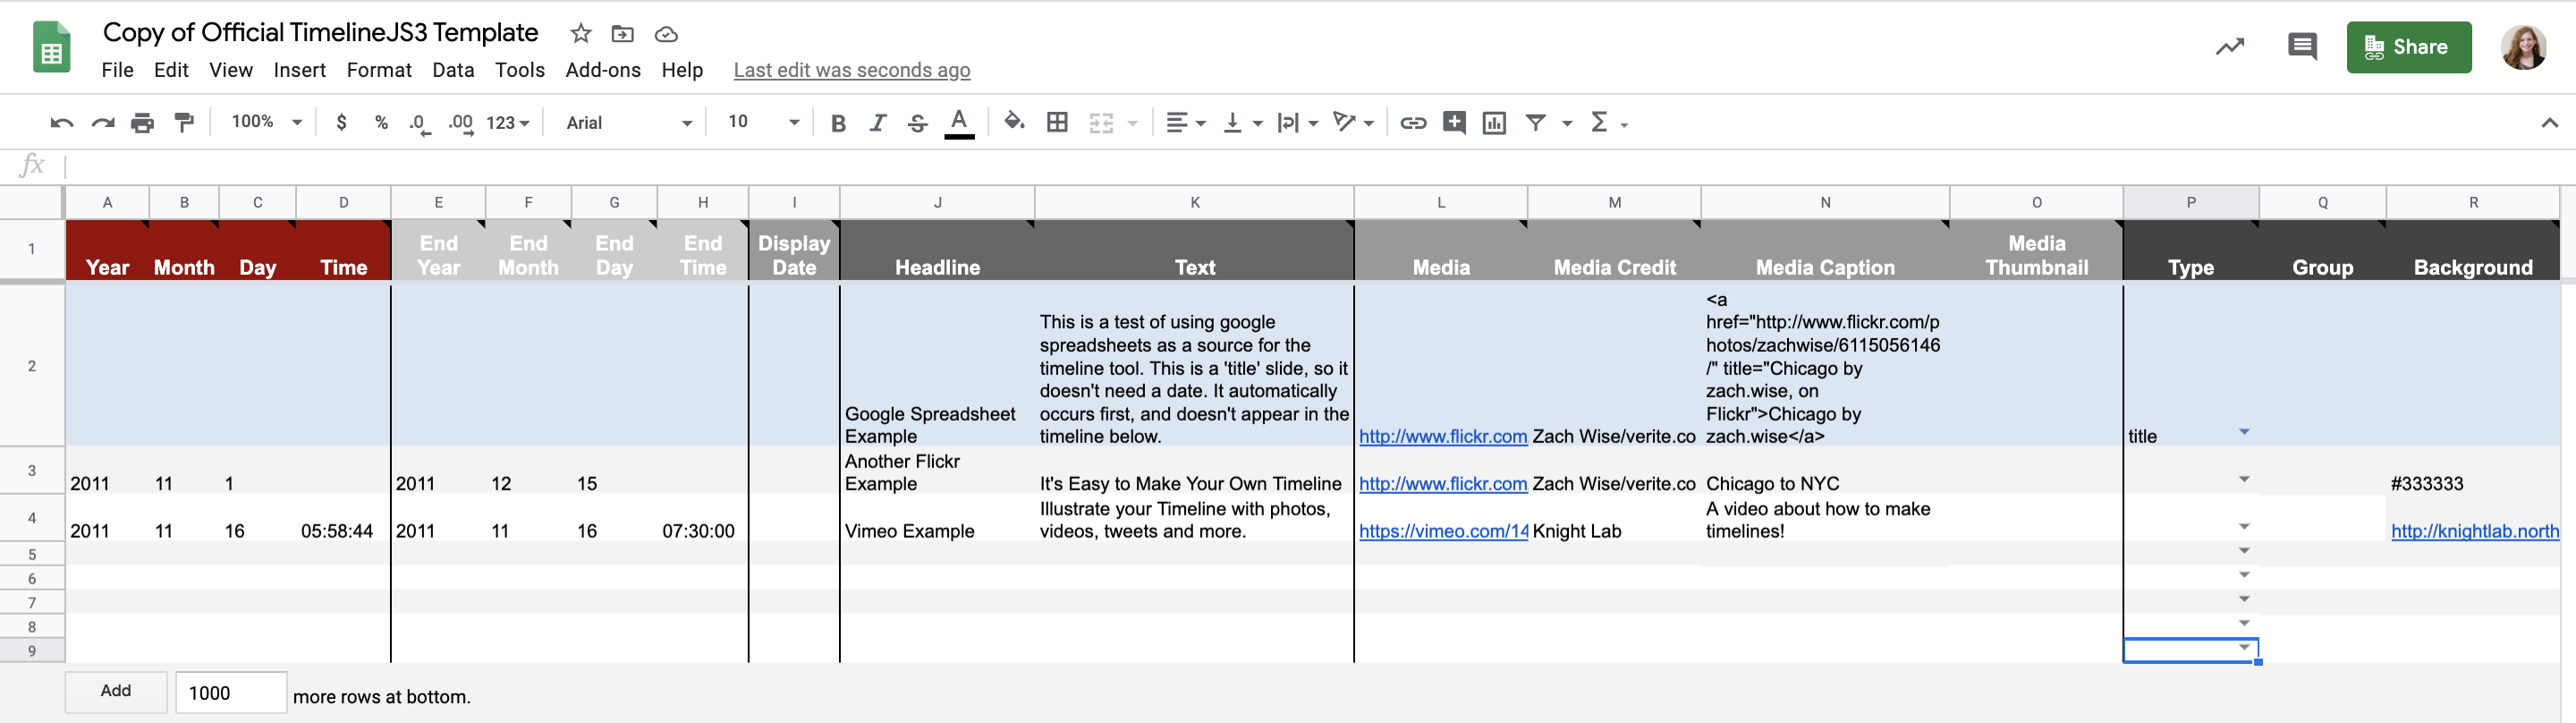 Copy of Official TimelineJS3 Template
File Edit View Insert Format Data Tools Add-ons Help Last edit was seconds ago
Share
100% $ % .0 .00 123 Arial 10 B I S A Σ
fx
A B C D E F G H I J K L M N O P Q R
1 Year Month Day Time End Year End Month End Day End Time Display Date Headline Text Media Media Credit Media Caption Media Thumbnail Type Group Background
2
Google Spreadsheet
Example
This is a test of using google
spreadsheets as a source for the
timeline tool. This is a 'title' slide, so it
doesn't need a date. It automatically
occurs first, and doesn't appear in the
timeline below.
http://www.flickr.com
Zach Wise/verite.co
<a
href="http://www.flickr.com/p
hotos/zachwise/6115056146
/" title="Chicago by
zach.wise, on
Flickr">Chicago by
zach.wise</a>
title
3
2011 11 1 2011 12 15
Another Flickr
Example
It's Easy to Make Your Own Timeline
http://www.flickr.com
Zach Wise/verite.co
Chicago to NYC
#333333
4
2011 11 16 05:58:44 2011 11 16 07:30:00
Vimeo Example
Illustrate your Timeline with photos,
videos, tweets and more.
https://vimeo.com/14
Knight Lab
A video about how to make
timelines!
http://knightlab.north
5
6
7
8
9
Add 1000 more rows at bottom.